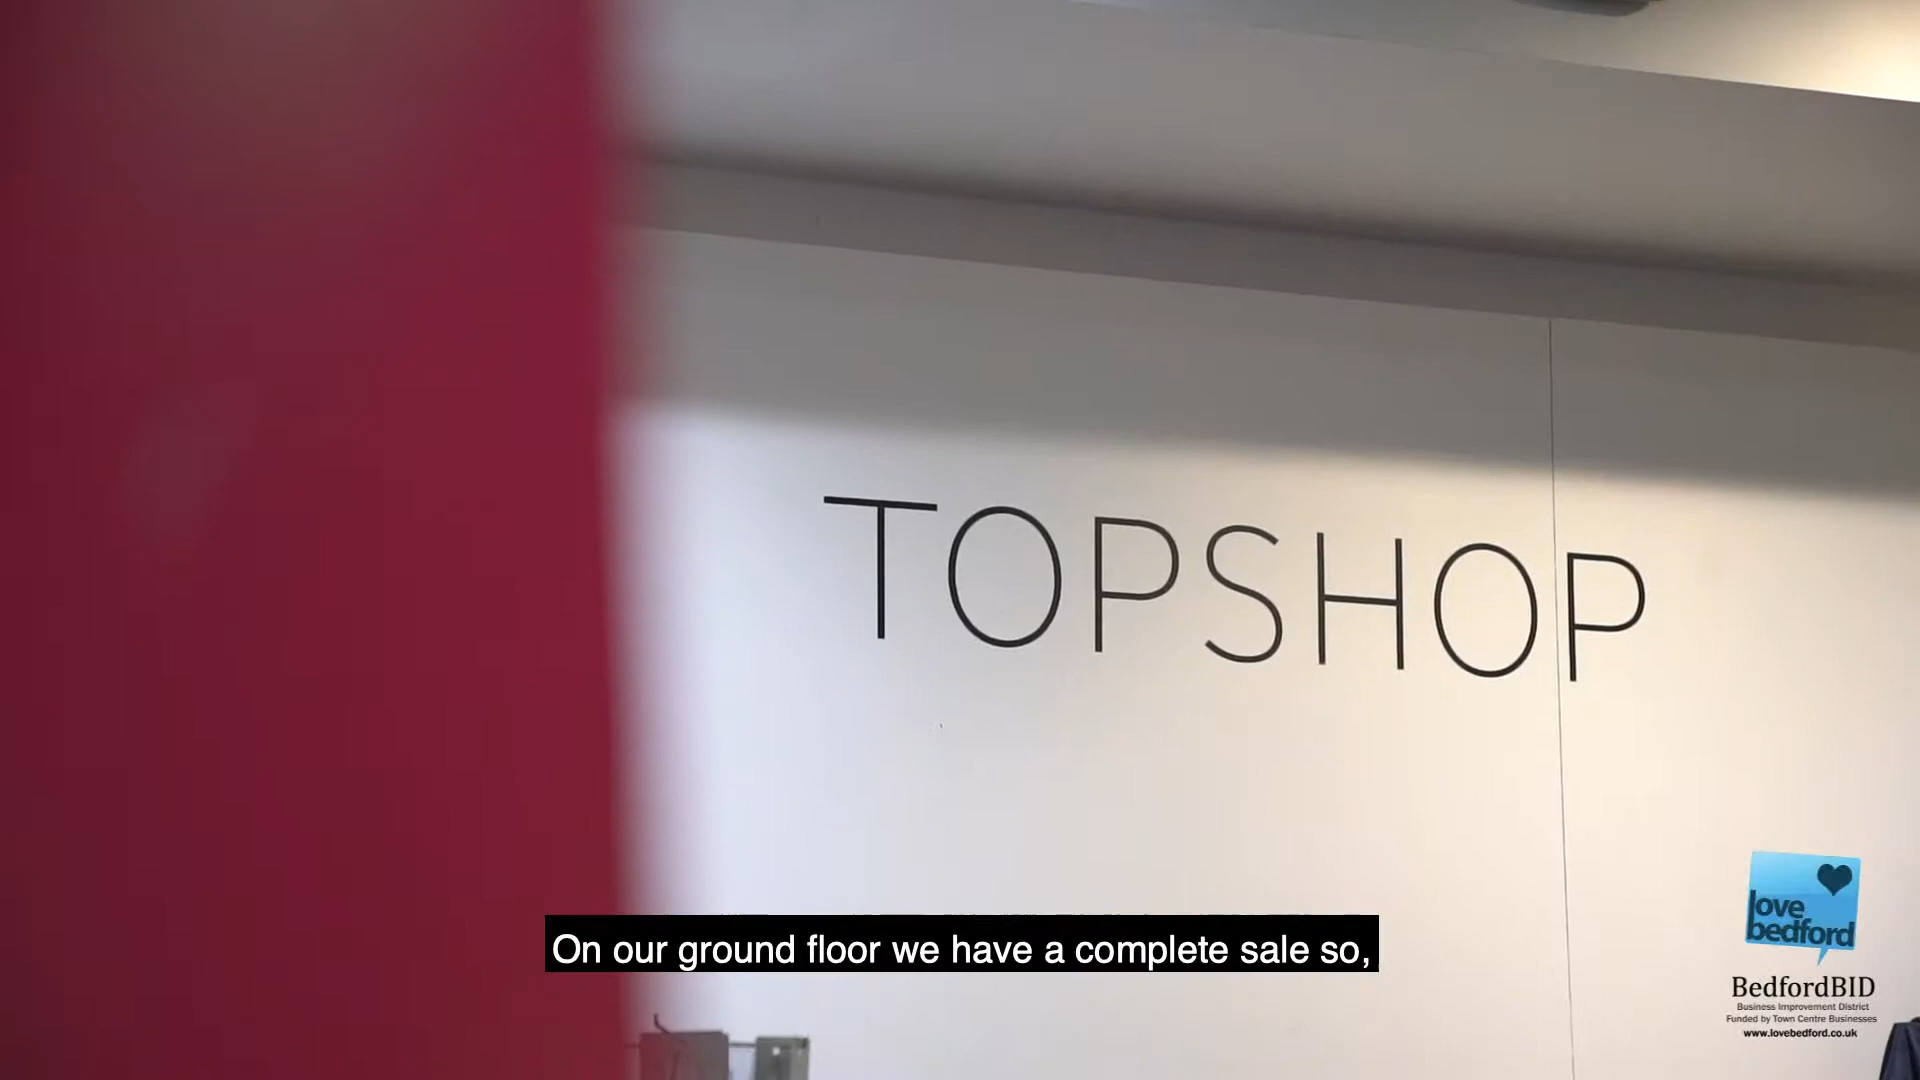 TOPSHOP
On our ground floor we have a complete sale so,
love
bedford
BedfordBID
Business Improvement District
Funded by Town Centre Businesses
www.lovebedford.co.uk